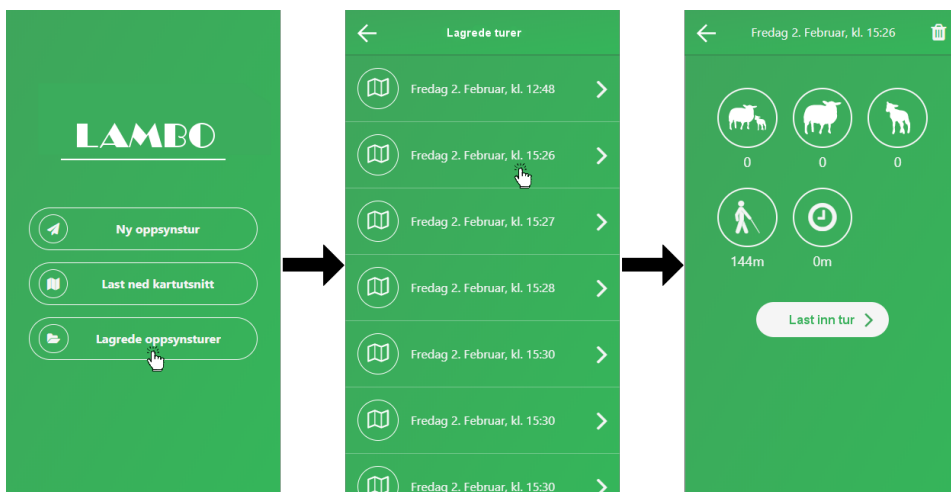 LAMBO
Ny oppsynstur
Last ned kartutsnitt
Lagrede oppsynsturer
Lagrede turer
Fredag 2. Februar, kl. 12:48
Fredag 2. Februar, kl. 15:26
Fredag 2. Februar, kl. 15:27
Fredag 2. Februar, kl. 15:28
Fredag 2. Februar, kl. 15:30
Fredag 2. Februar, kl. 15:30
Fredag 2. Februar, kl. 15:30
Fredag 2. Februar, kl. 15:26
0 0 0
144m 0m
Last inn tur